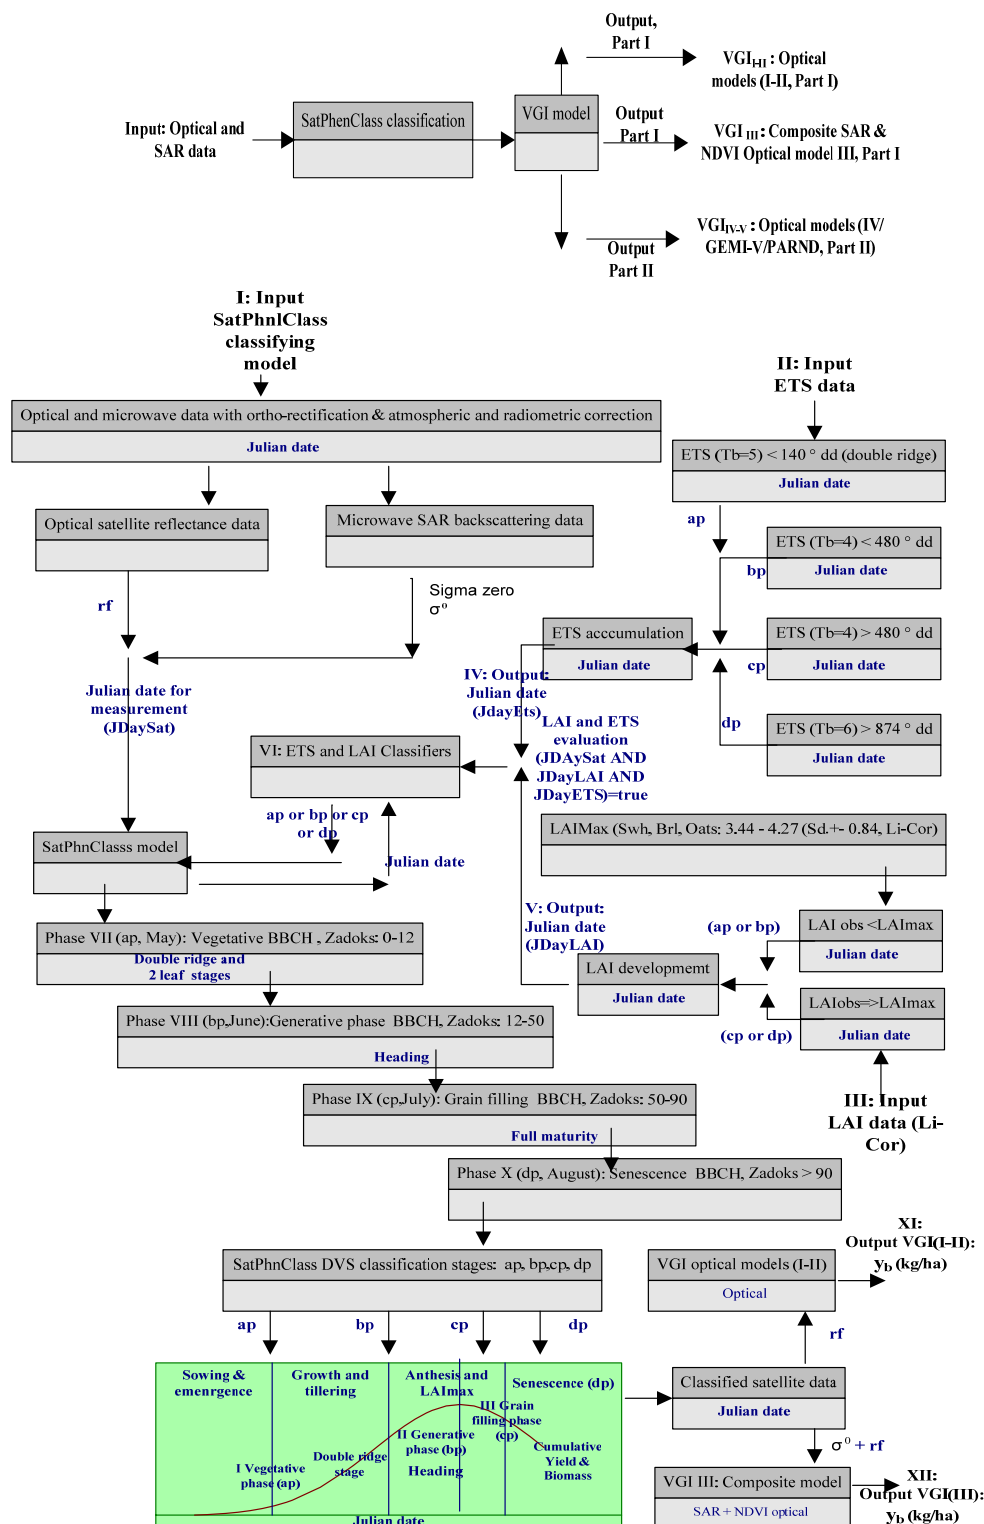 Output,
Part I
VGI I-II : Optical
models (I-II, Part I)
SatPhenClass classification
VGI model
Input: Optical and
SAR data
Output
Part I
VGI III : Composite SAR &
NDVI Optical model III, Part I
VGI IV-V : Optical models (IV/
GEMI-V/PARND, Part II)
Output
Part II
I: Input
SatPhnlClass
classifying
model
II: Input
ETS data
Optical and microwave data with ortho-rectification & atmospheric and radiometric correction
Julian date
ETS (Tb=5) < 140 ° dd (double ridge)
Julian date
Optical satellite reflectance data
Microwave SAR backscattering data
ap
ETS (Tb=4) < 480 ° dd
Julian date
bp
rf
Sigma zero
σ⁰
ETS acccumulation
Julian date
ETS (Tb=4) > 480 ° dd
Julian date
cp
IV: Output:
Julian date
(JdayEts)
Julian date for
measurement
(JDaySat)
dp
ETS (Tb=6) > 874 ° dd
Julian date
LAI and ETS
evaluation
(JDAySat AND
JDayLAI AND
JDayETS)=true
VI: ETS and LAI Classifiers
ap or bp or cp
or dp
LAIMax (Swh, Brl, Oats: 3.44 - 4.27 (Sd.+- 0.84, Li-Cor)
SatPhnClasss model
Julian date
V: Output:
Julian date
(JDayLAI)
(ap or bp)
LAI obs <LAImax
Julian date
Phase VII (ap, May): Vegetative BBCH , Zadoks: 0-12
Double ridge and
2 leaf stages
LAI developmemt
Julian date
LAIobs=>LAImax
Julian date
(cp or dp)
Phase VIII (bp,June):Generative phase BBCH, Zadoks: 12-50
Heading
III: Input
LAI data (Li-
Cor)
Phase IX (cp,July): Grain filling BBCH, Zadoks: 50-90
Full maturity
Phase X (dp, August): Senescence BBCH, Zadoks > 90
XI:
Output VGI(I-II):
yb (kg/ha)
SatPhnClass DVS classification stages: ap, bp,cp, dp
VGI optical models (I-II)
Optical
ap
bp
cp
dp
rf
Sowing &
emenrgence
Growth and
tillering
Anthesis and
LAImax
Senescence (dp)
Classified satellite data
Julian date
III Grain
filling phase
(cp)
II Generative
phase (bp)
Heading
Double ridge
stage
I Vegetative
phase (ap)
Cumulative
Yield &
Biomass
σ⁰ + rf
VGI III: Composite model
SAR + NDVI optical
XII:
Output VGI(III):
yb (kg/ha)
Julian date